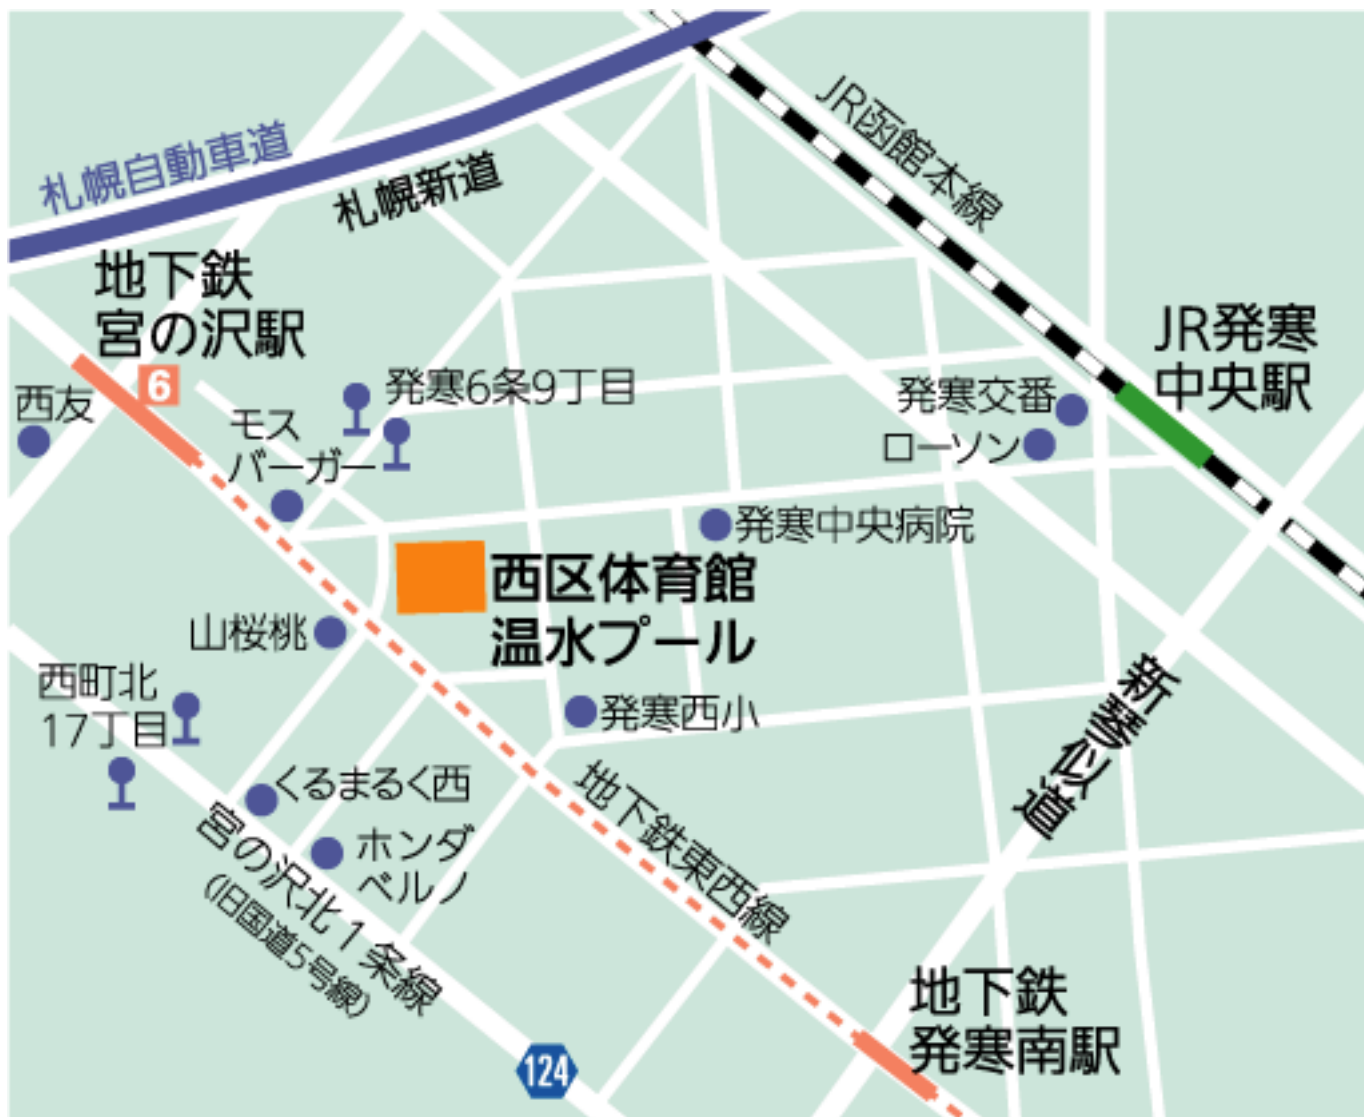 札幌自動車道
札幌新道
JR函館本線
地下鉄
宮の沢駅
6
西友
モス
バーガー
発寒6条9丁目
発寒交番
ローソン
JR発寒
中央駅
発寒中央病院
西区体育館
温水プール
山桜桃
西町北
17丁目
発寒西小
新琴似道
くるまるく西
ホンダ
ベルノ
宮の沢北1条線
(旧国道5号線)
地下鉄東西線
地下鉄
発寒南駅
124